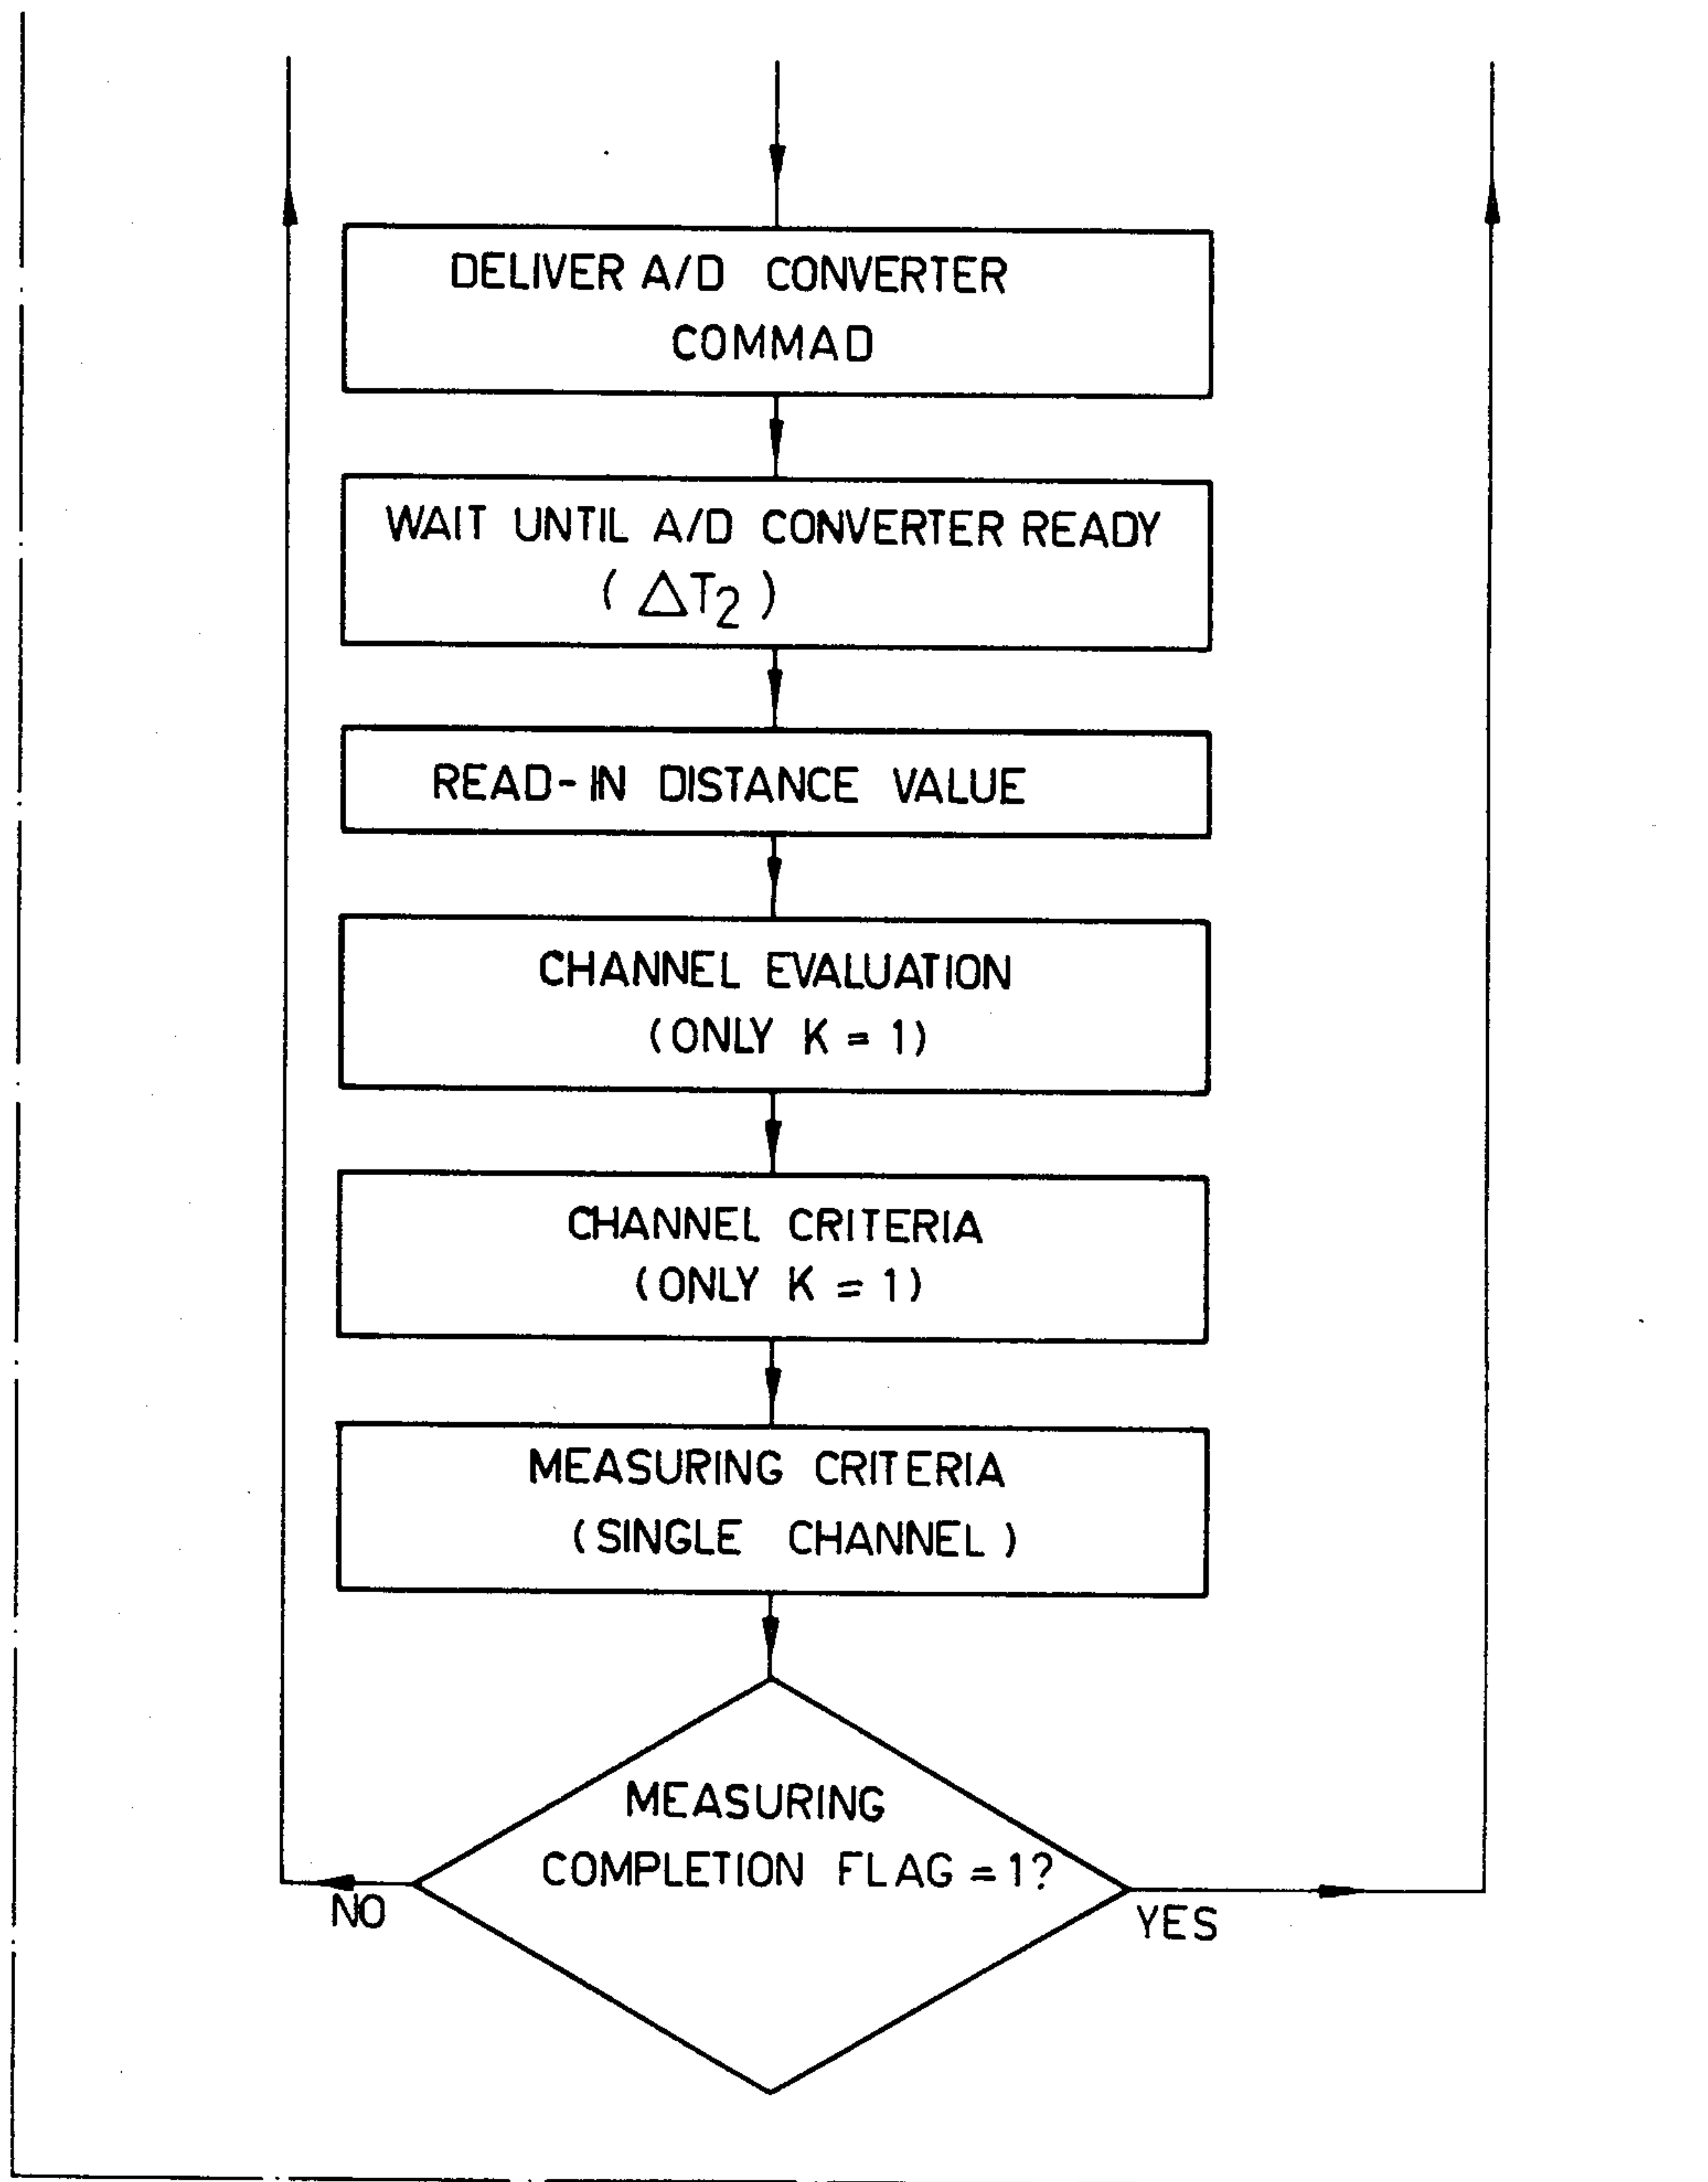 DELIVER A/D CONVERTER
COMMAD
WAIT UNTIL A/D CONVERTER READY
( △T₂ )
READ-IN DISTANCE VALUE
CHANNEL EVALUATION
(ONLY K = 1)
CHANNEL CRITERIA
(ONLY K = 1)
MEASURING CRITERIA
(SINGLE CHANNEL)
MEASURING
COMPLETION FLAG = 1?
NO
YES